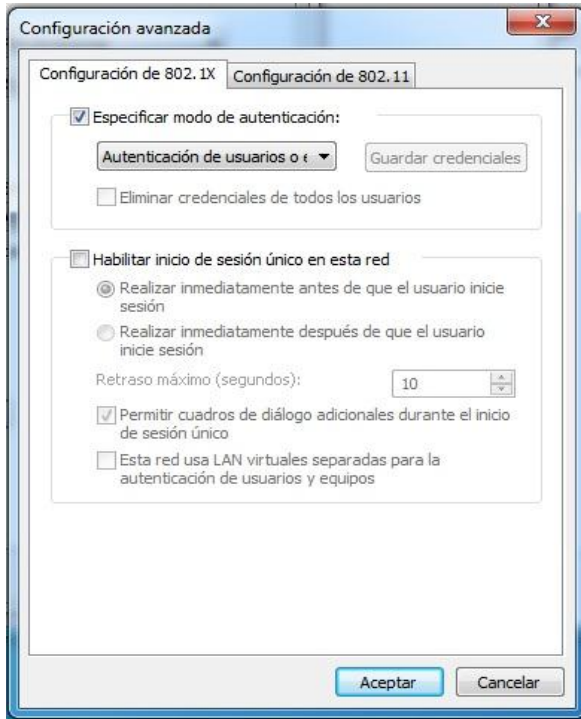 Configuración avanzada
Configuración de 802.1X
Configuración de 802.11
Especificar modo de autenticación:
Autenticación de usuarios o e
Guardar credenciales
Eliminar credenciales de todos los usuarios
Habilitar inicio de sesión único en esta red
Realizar inmediatamente antes de que el usuario inicie
sesión
Realizar inmediatamente después de que el usuario
inicie sesión
Retraso máximo (segundos):
10
Permitir cuadros de diálogo adicionales durante el inicio
de sesión único
Esta red usa LAN virtuales separadas para la
autenticación de usuarios y equipos
Aceptar
Cancelar